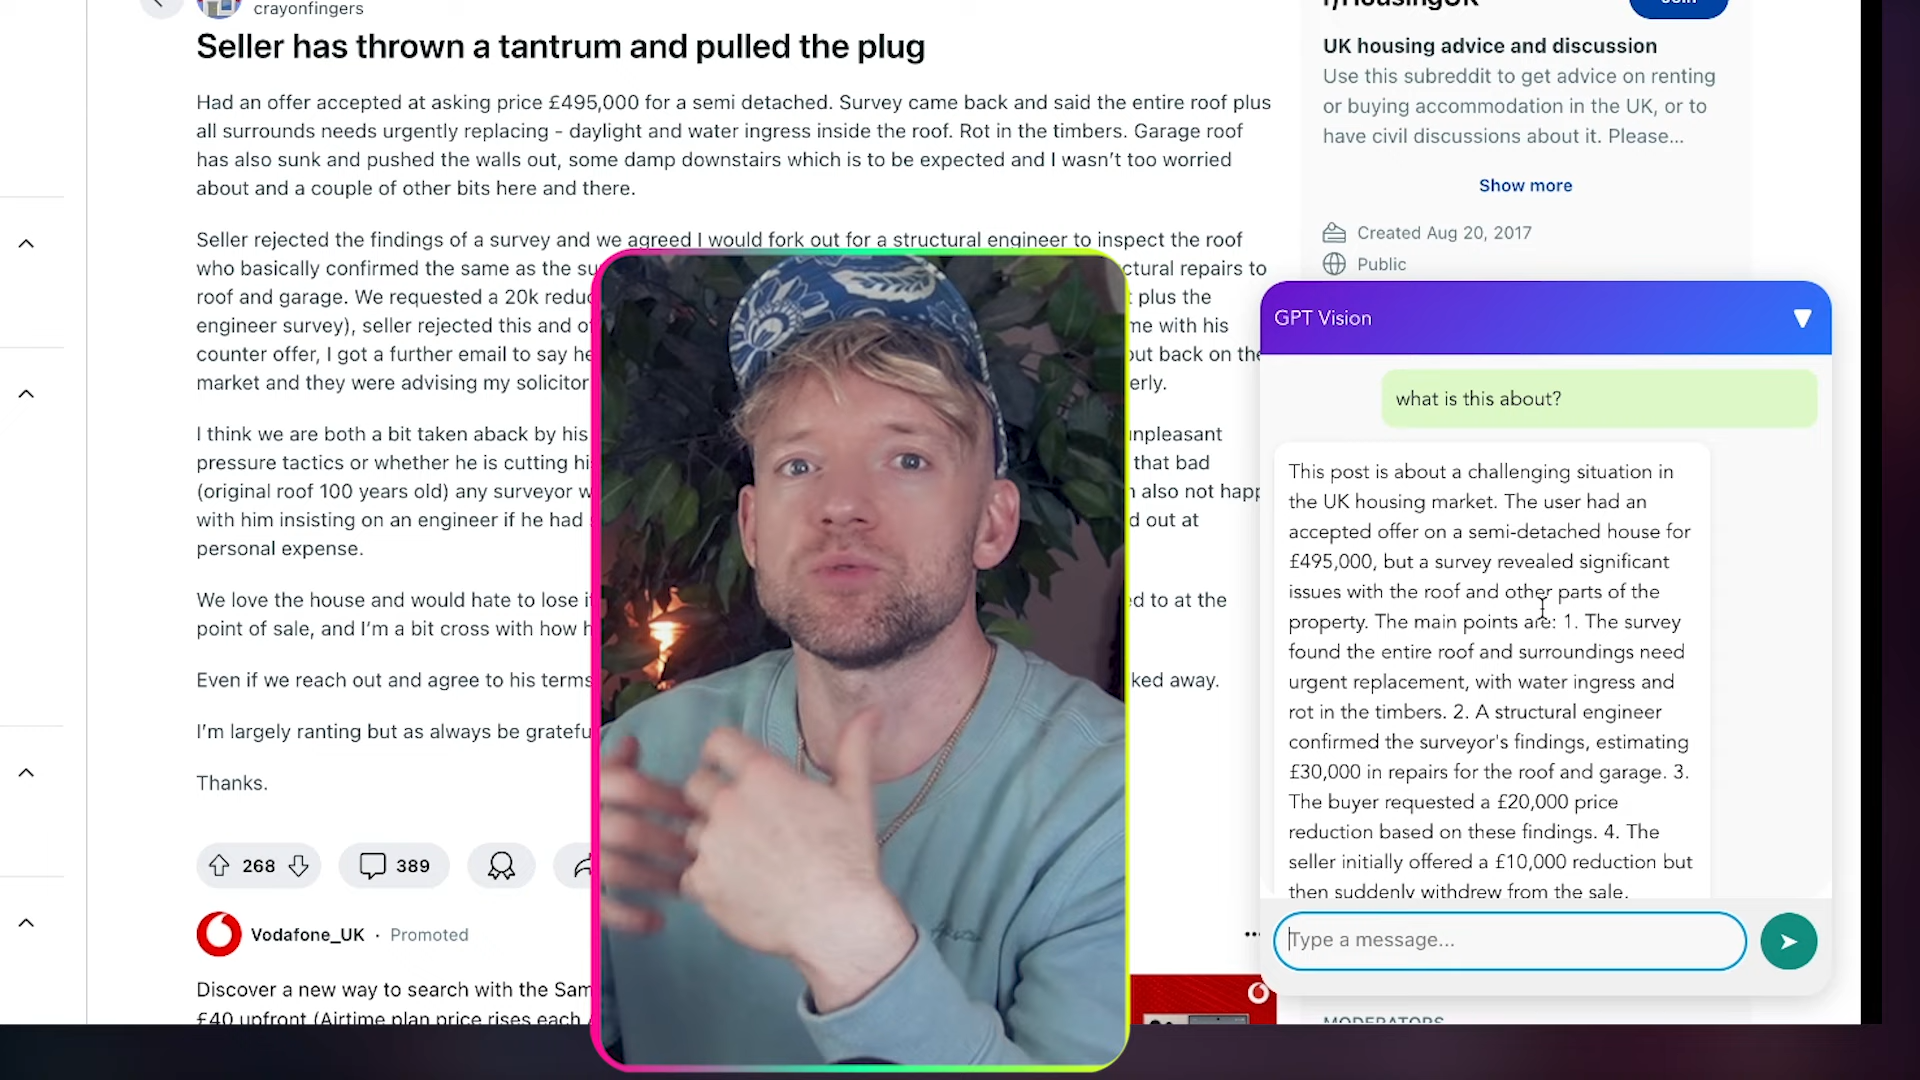 crayonfingers
Seller has thrown a tantrum and pulled the plug
Had an offer accepted at asking price £495,000 for a semi detached. Survey came back and said the entire roof plus
all surrounds needs urgently replacing - daylight and water ingress inside the roof. Rot in the timbers. Garage roof
has also sunk and pushed the walls out, some damp downstairs which is to be expected and I wasn't too worried
about and a couple of other bits here and there.
Seller rejected the findings of a survey and we agreed I would fork out for a structural engineer to inspect the roof
who basically confirmed the same as the su ctural repairs to
roof and garage. We requested a 20k redu t plus the
engineer survey), seller rejected this and o me with his
counter offer, I got a further email to say he out back on the
market and they were advising my solicitor erly.
I think we are both a bit taken aback by his unpleasant
pressure tactics or whether he is cutting hi that bad
(original roof 100 years old) any surveyor w also not happ
with him insisting on an engineer if he had d out at
personal expense.
We love the house and would hate to lose i ed to at the
point of sale, and I'm a bit cross with how h
Even if we reach out and agree to his terms ked away.
I'm largely ranting but as always be gratefu
Thanks.
268
389
Vodafone_UK · Promoted
Discover a new way to search with the Sam
£40 upfront (Airtime plan price rises each
r/HousingUK
Join
UK housing advice and discussion
Use this subreddit to get advice on renting
or buying accommodation in the UK, or to
have civil discussions about it. Please...
Show more
Created Aug 20, 2017
Public
GPT Vision
what is this about?
This post is about a challenging situation in
the UK housing market. The user had an
accepted offer on a semi-detached house for
£495,000, but a survey revealed significant
issues with the roof and other parts of the
property. The main points are: 1. The survey
found the entire roof and surroundings need
urgent replacement, with water ingress and
rot in the timbers. 2. A structural engineer
confirmed the surveyor's findings, estimating
£30,000 in repairs for the roof and garage. 3.
The buyer requested a £20,000 price
reduction based on these findings. 4. The
seller initially offered a £10,000 reduction but
then suddenly withdrew from the sale.
Type a message...
MODERATORS